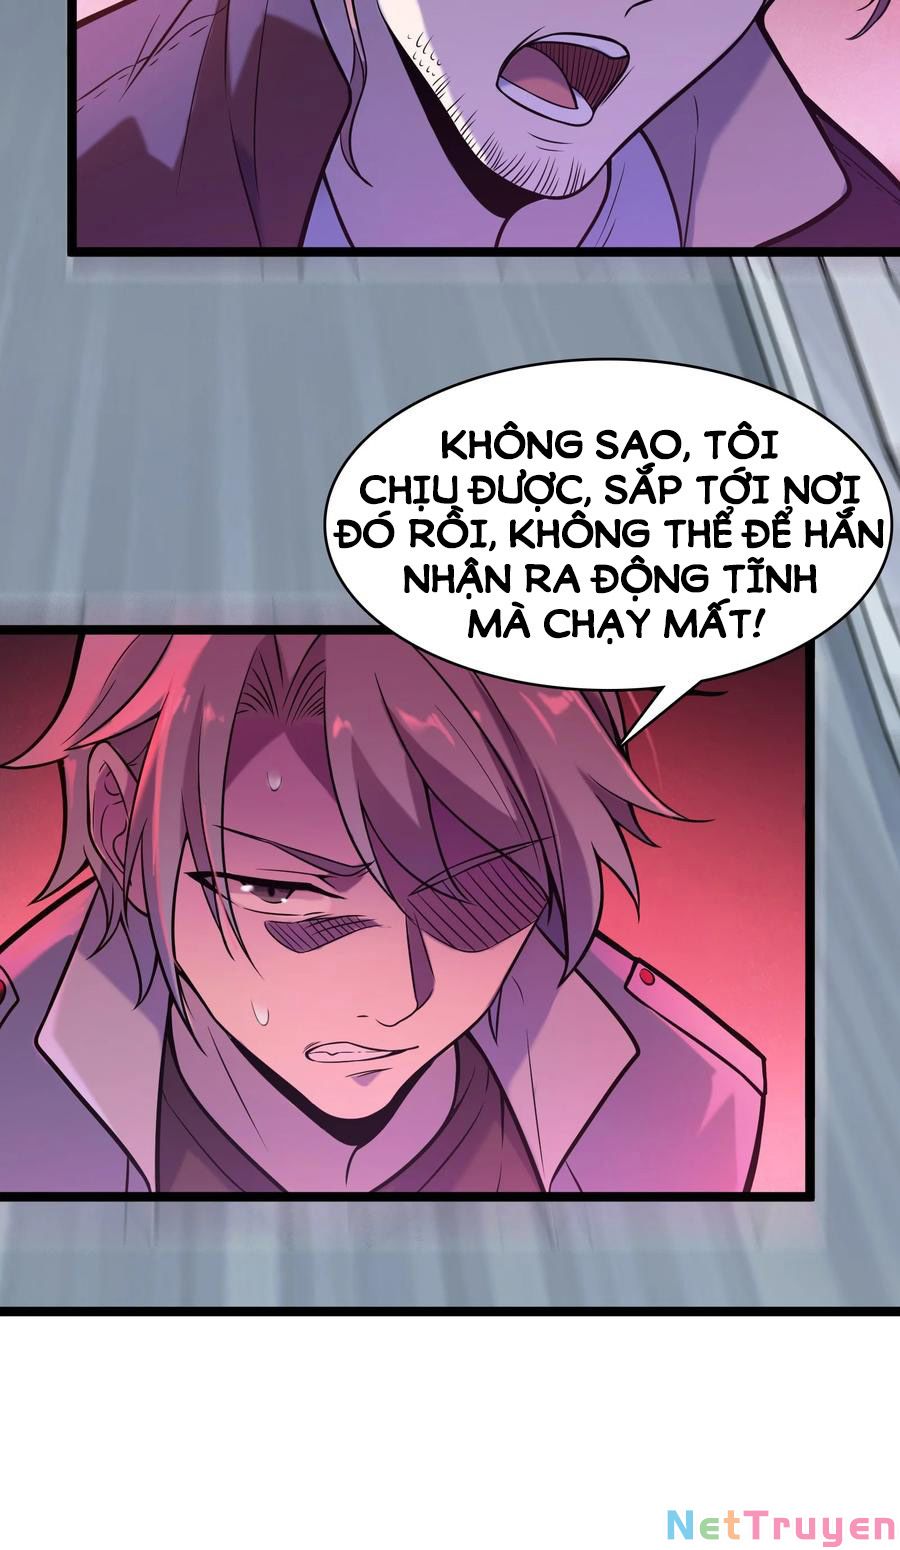 KHÔNG SAO, TÔI
CHỊU ĐƯỢC, SẮP TỚI NƠI
ĐÓ RỒI, KHÔNG THỂ ĐỂ HẮN
NHẬN RA ĐỘNG TĨNH
MÀ CHẠY MẤT!
NetTruyen